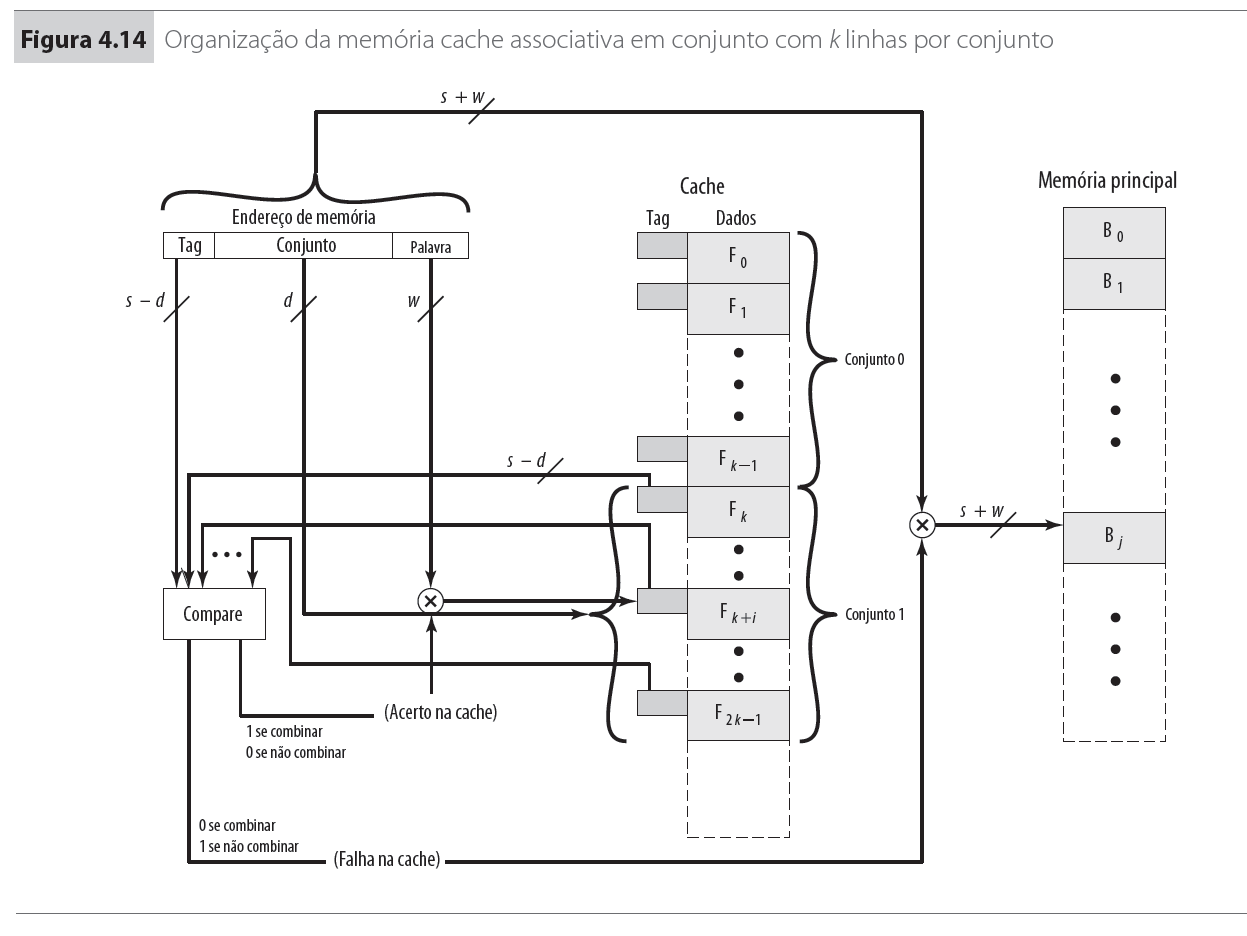 Figura 4.14 Organização da memória cache associativa em conjunto com k linhas por conjunto
s + w
Cache
Memória principal
Endereço de memória
Tag Dados
Tag Conjunto Palavra
F 0
B 0
F 1
B 1
s – d
d
w
Conjunto 0
F k–1
s – d
F k
s + w
B j
...
Compare
F k+i
Conjunto 1
(Acerto na cache)
F 2k–1
1 se combinar
0 se não combinar
0 se combinar
1 se não combinar
(Falha na cache)